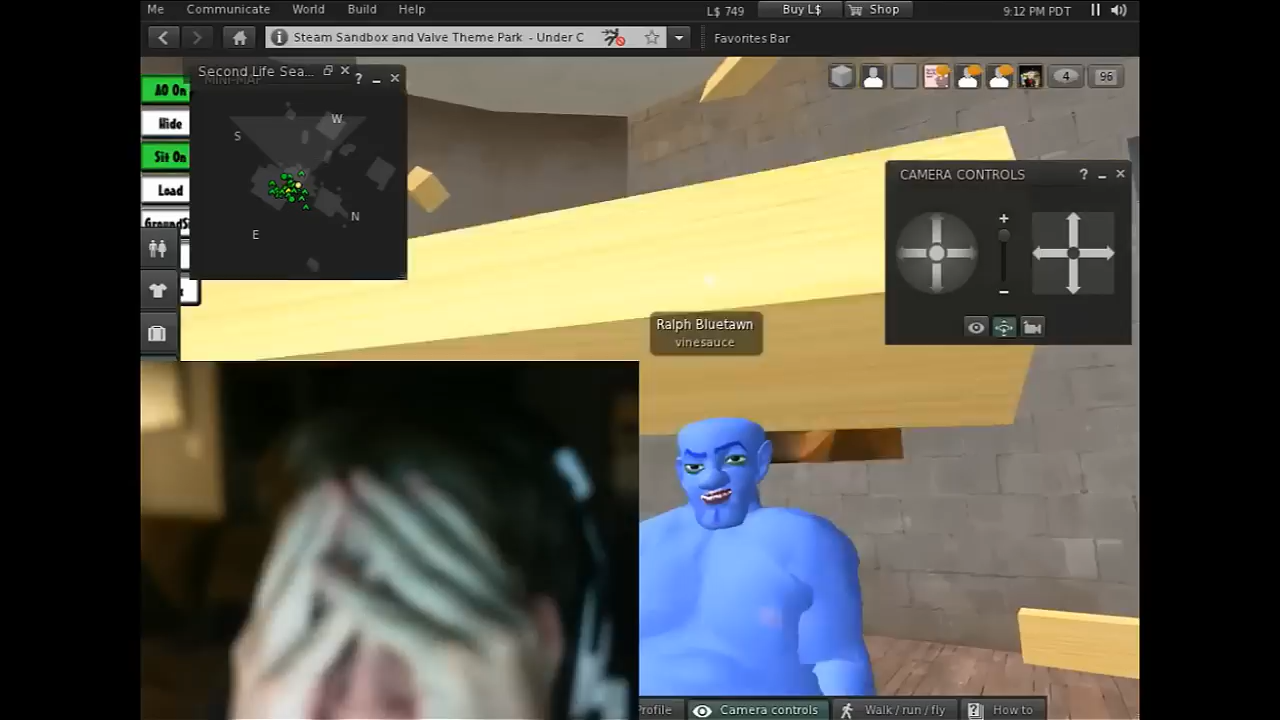 Me Communicate World Build Help L$ 749 Buy L$ Shop 9:12 PM PDT
Steam Sandbox and Valve Theme Park - Under C Favorites Bar
Second Life Sea... ?
MINI-MAP
AO On
Hide
Sit On
Load
W
S
N
E
4 96
CAMERA CONTROLS ?
Ralph Bluetawn
vinesauce
Profile Camera controls Walk / run / fly How to